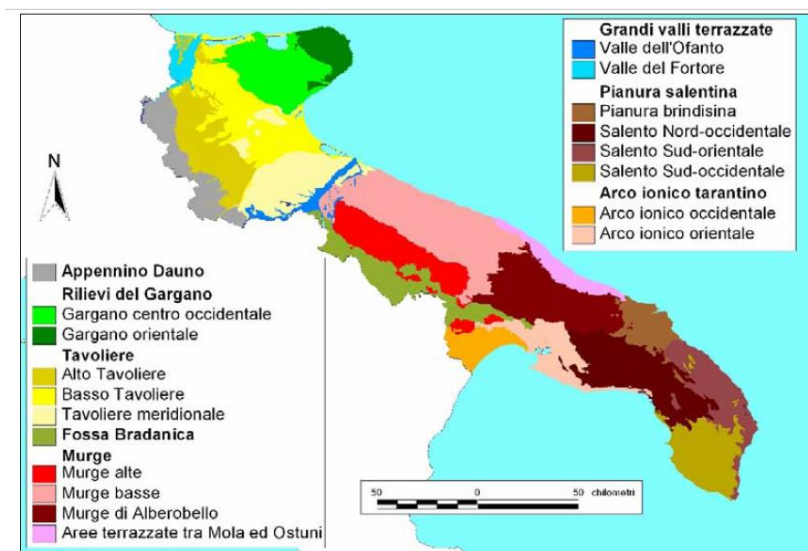 Grandi valli terrazzate
Valle dell'Ofanto
Valle del Fortore
Pianura salentina
Pianura brindisina
Salento Nord-occidentale
Salento Sud-orientale
Salento Sud-occidentale
Arco ionico tarantino
Arco ionico occidentale
Arco ionico orientale
N
Appennino Dauno
Rilievi del Gargano
Gargano centro occidentale
Gargano orientale
Tavoliere
Alto Tavoliere
Basso Tavoliere
Tavoliere meridionale
Fossa Bradanica
Murge
Murge alte
Murge basse
Murge di Alberobello
Aree terrazzate tra Mola ed Ostuni
50 0 50 chilometri